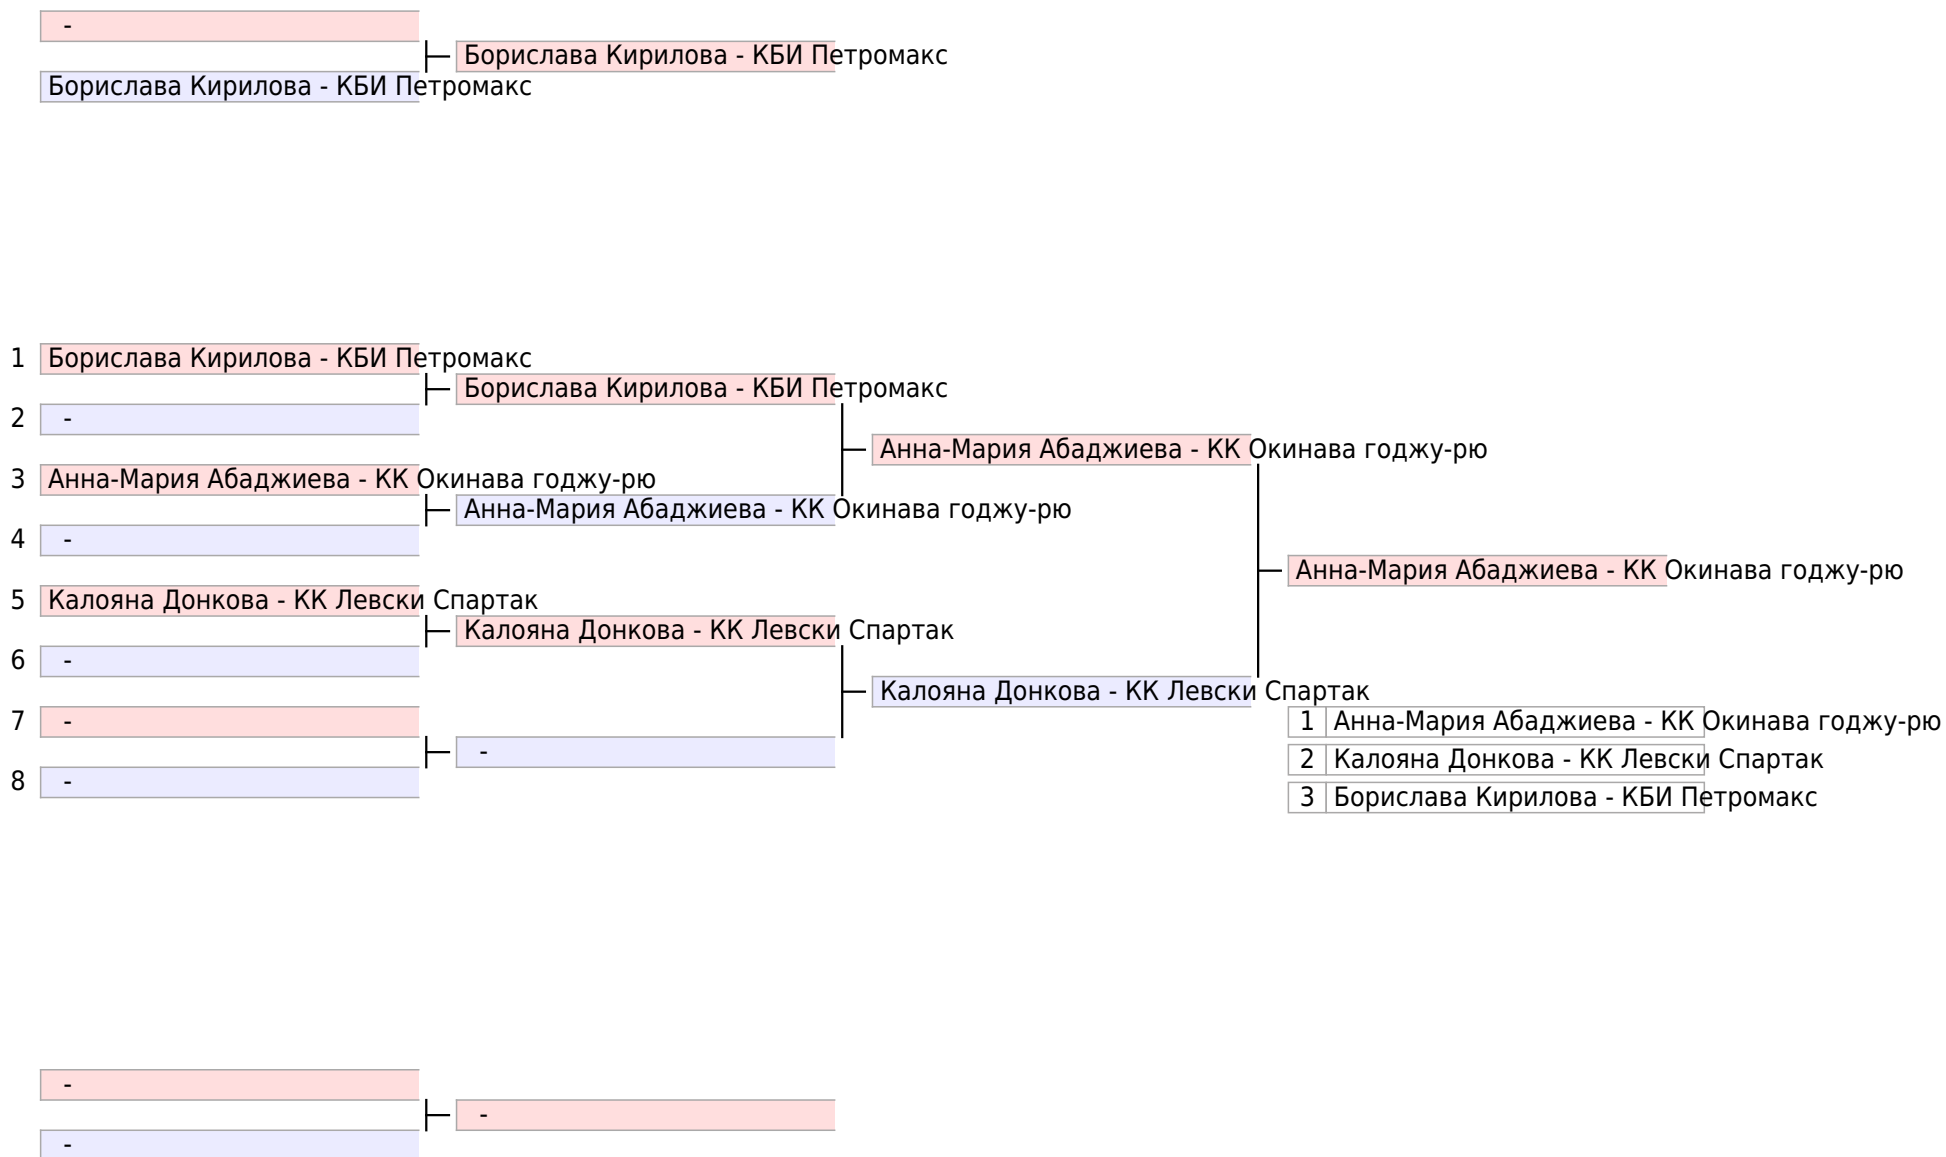 -
Борислава Кирилова - КБИ Петромакс
Борислава Кирилова - КБИ Петромакс
1 Борислава Кирилова - КБИ Петромакс
Борислава Кирилова - КБИ Петромакс
2 -
Анна-Мария Абаджиева - КК Окинава годжу-рю
3 Анна-Мария Абаджиева - КК Окинава годжу-рю
Анна-Мария Абаджиева - КК Окинава годжу-рю
4 -
Анна-Мария Абаджиева - КК Окинава годжу-рю
5 Калояна Донкова - КК Левски Спартак
Калояна Донкова - КК Левски Спартак
6 -
Калояна Донкова - КК Левски Спартак
7 -
1 Анна-Мария Абаджиева - КК Окинава годжу-рю
-
2 Калояна Донкова - КК Левски Спартак
8 -
3 Борислава Кирилова - КБИ Петромакс
-
-
-